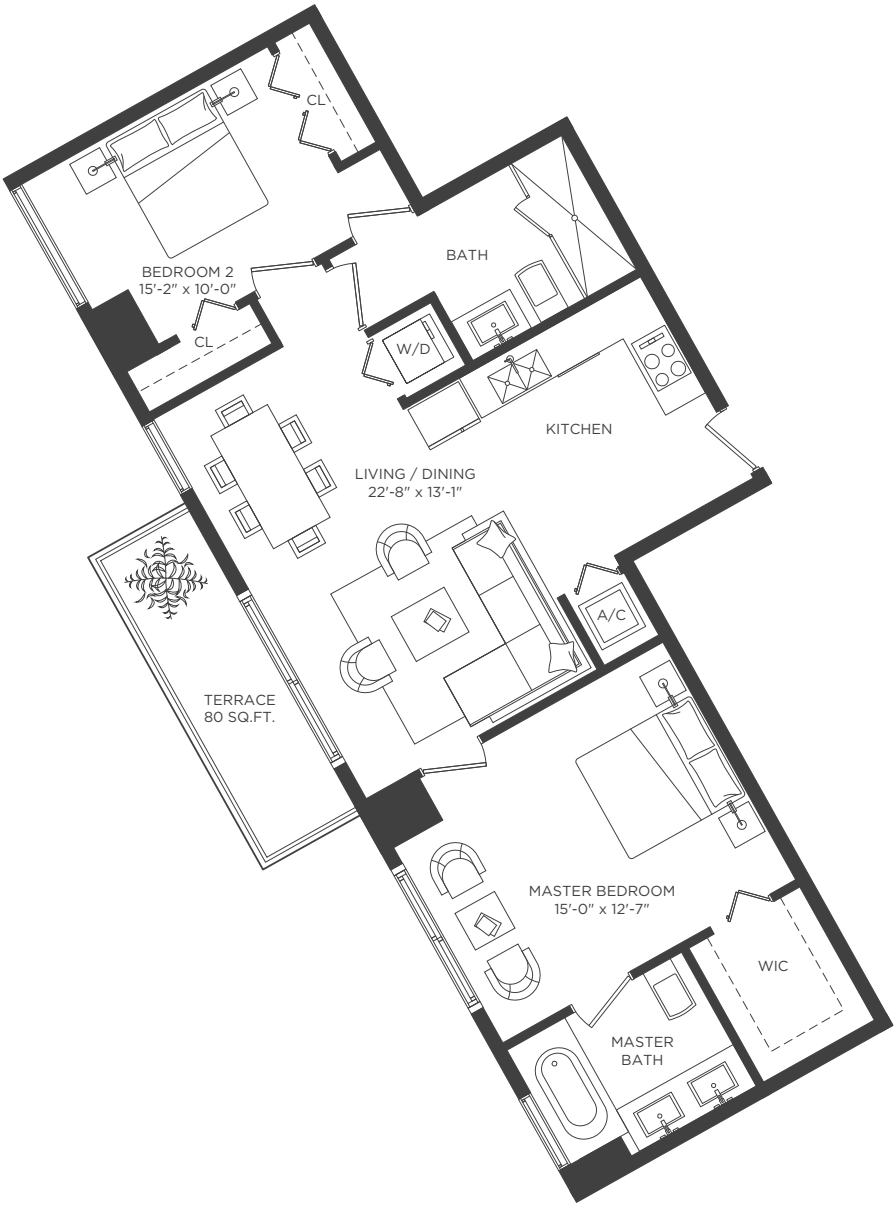 CL
BEDROOM 2
15'-2" x 10'-0"
BATH
CL
W/D
KITCHEN
LIVING / DINING
22'-8" x 13'-1"
A/C
TERRACE
80 SQ.FT.
MASTER BEDROOM
15'-0" x 12'-7"
WIC
MASTER
BATH